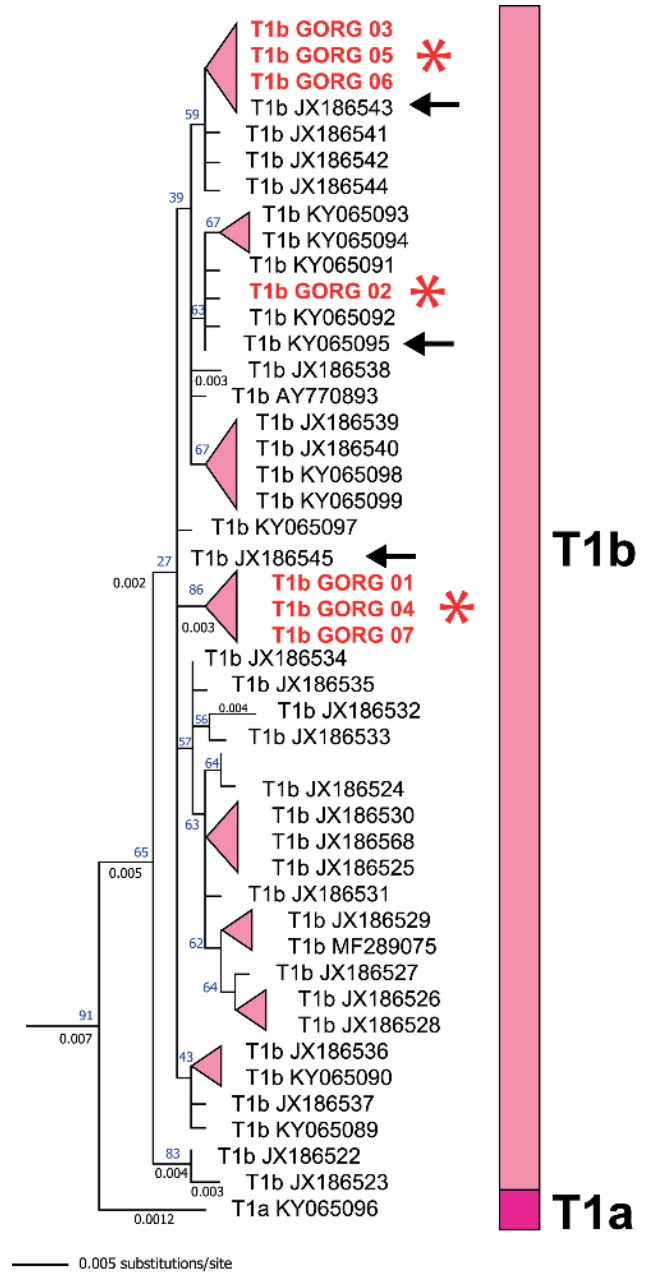 T1b GORG 03
T1b GORG 05
T1b GORG 06
T1b JX186543
59
T1b JX186541
T1b JX186542
T1b JX186544
39
T1b KY065093
67
T1b KY065094
T1b KY065091
T1b GORG 02
63
T1b KY065092
T1b KY065095
T1b JX186538
0.003
T1b AY770893
T1b JX186539
67
T1b JX186540
T1b KY065098
T1b KY065099
T1b KY065097
T1b
27
T1b JX186545
0.002
86
T1b GORG 01
T1b GORG 04
0.003
T1b GORG 07
T1b JX186534
T1b JX186535
0.004
T1b JX186532
56
T1b JX186533
57
64
T1b JX186524
T1b JX186530
63
T1b JX186568
65
T1b JX186525
0.005
T1b JX186531
T1b JX186529
62
T1b MF289075
T1b JX186527
64
T1b JX186526
91
T1b JX186528
0.007
T1b JX186536
43
T1b KY065090
T1b JX186537
T1b KY065089
83
T1b JX186522
0.004
T1b JX186523
0.003
T1a KY065096
0.0012
T1a
0.005 substitutions/site